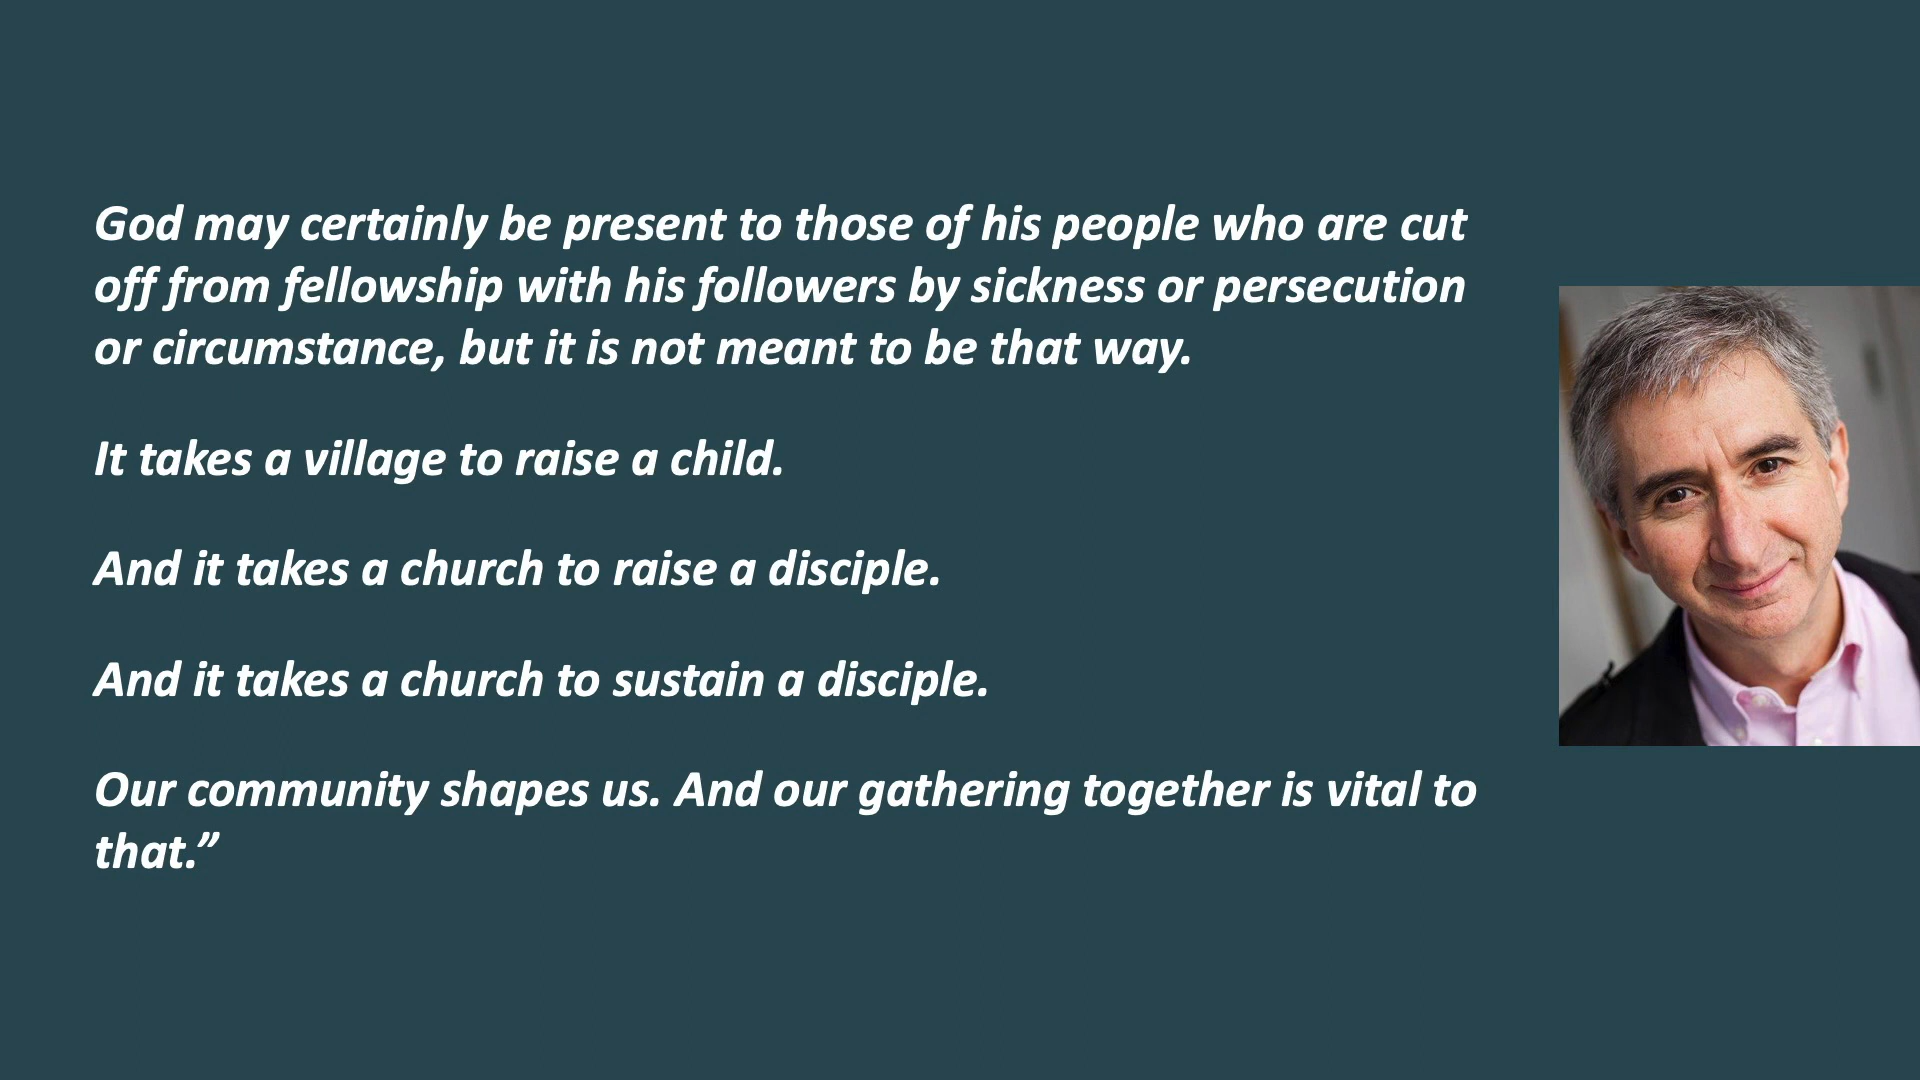 God may certainly be present to those of his people who are cut
off from fellowship with his followers by sickness or persecution
or circumstance, but it is not meant to be that way.
It takes a village to raise a child.
And it takes a church to raise a disciple.
And it takes a church to sustain a disciple.
Our community shapes us. And our gathering together is vital to
that.”